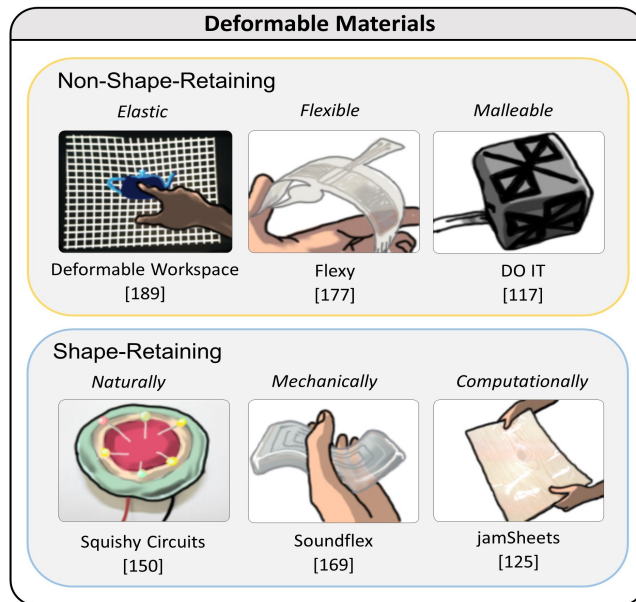 Deformable Materials
Non-Shape-Retaining
Elastic Flexible Malleable
Deformable Workspace Flexy DO IT
[189] [177] [117]
Shape-Retaining
Naturally Mechanically Computationally
Squishy Circuits Soundflex jamSheets
[150] [169] [125]